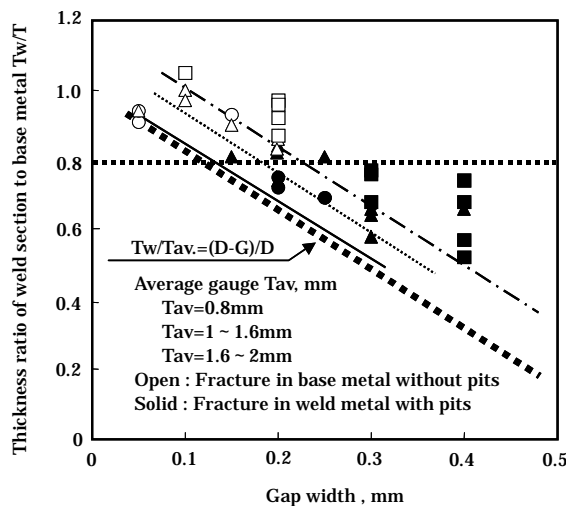 Thickness ratio of weld section to base metal Tw/T
1.2
1.0
0.8
0.6
0.4
0.2
0
Tw/Tav.=(D-G)/D
Average gauge Tav, mm
Tav=0.8mm
Tav=1 ~ 1.6mm
Tav=1.6 ~ 2mm
Open : Fracture in base metal without pits
Solid : Fracture in weld metal with pits
0 0.1 0.2 0.3 0.4 0.5
Gap width , mm